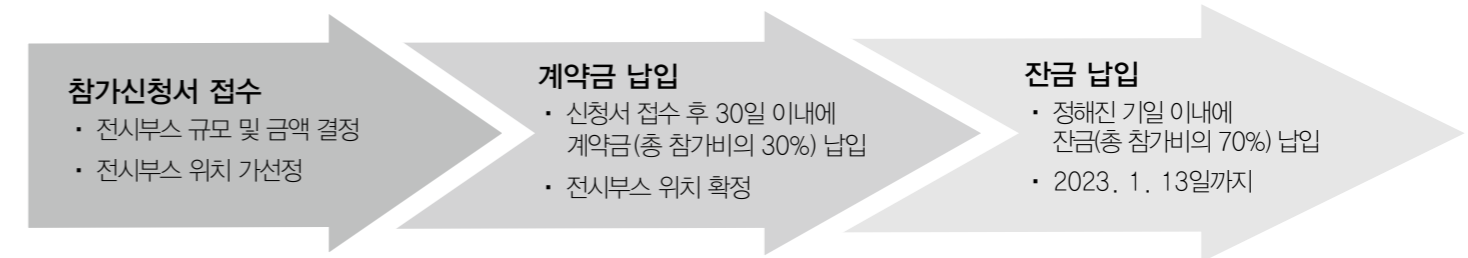 참가신청서 접수
· 전시부스 규모 및 금액 결정
· 전시부스 위치 가선정
계약금 납입
· 신청서 접수 후 30일 이내에
계약금(총 참가비의 30%) 납입
· 전시부스 위치 확정
잔금 납입
· 정해진 기일 이내에
잔금(총 참가비의 70%) 납입
· 2023. 1. 13일까지